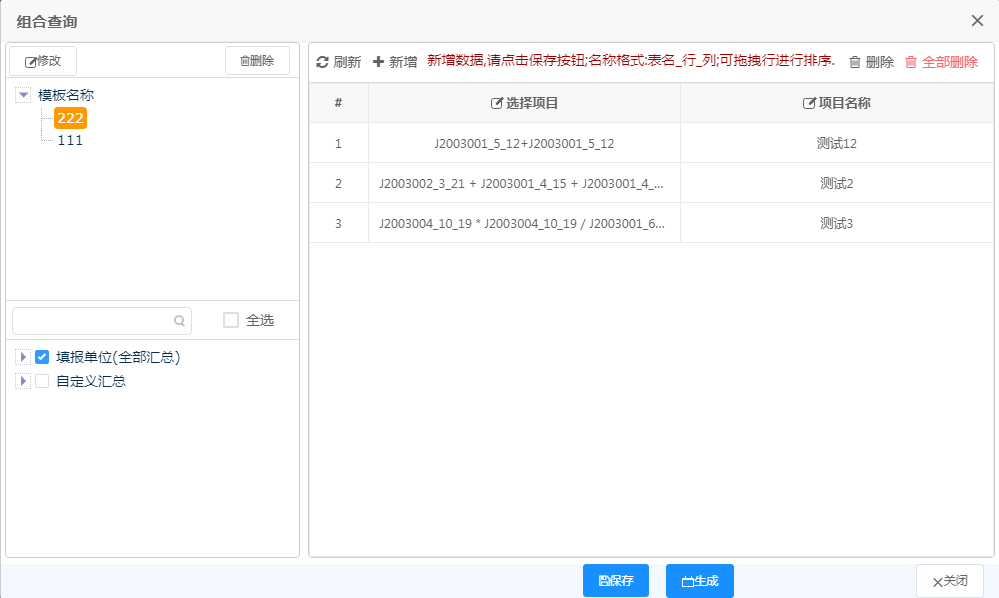 组合查询
修改
删除
模板名称
222
111
全选
填报单位(全部汇总)
自定义汇总
刷新 新增 新增数据,请点击保存按钮;名称格式:表名_行_列;可拖拽行进行排序. 删除 全部删除
# 选择项目 项目名称
1 J2003001_5_12+J2003001_5_12 测试12
2 J2003002_3_21 + J2003001_4_15 + J2003001_4_... 测试2
3 J2003004_10_19 * J2003004_10_19 / J2003001_6... 测试3
保存 生成 关闭